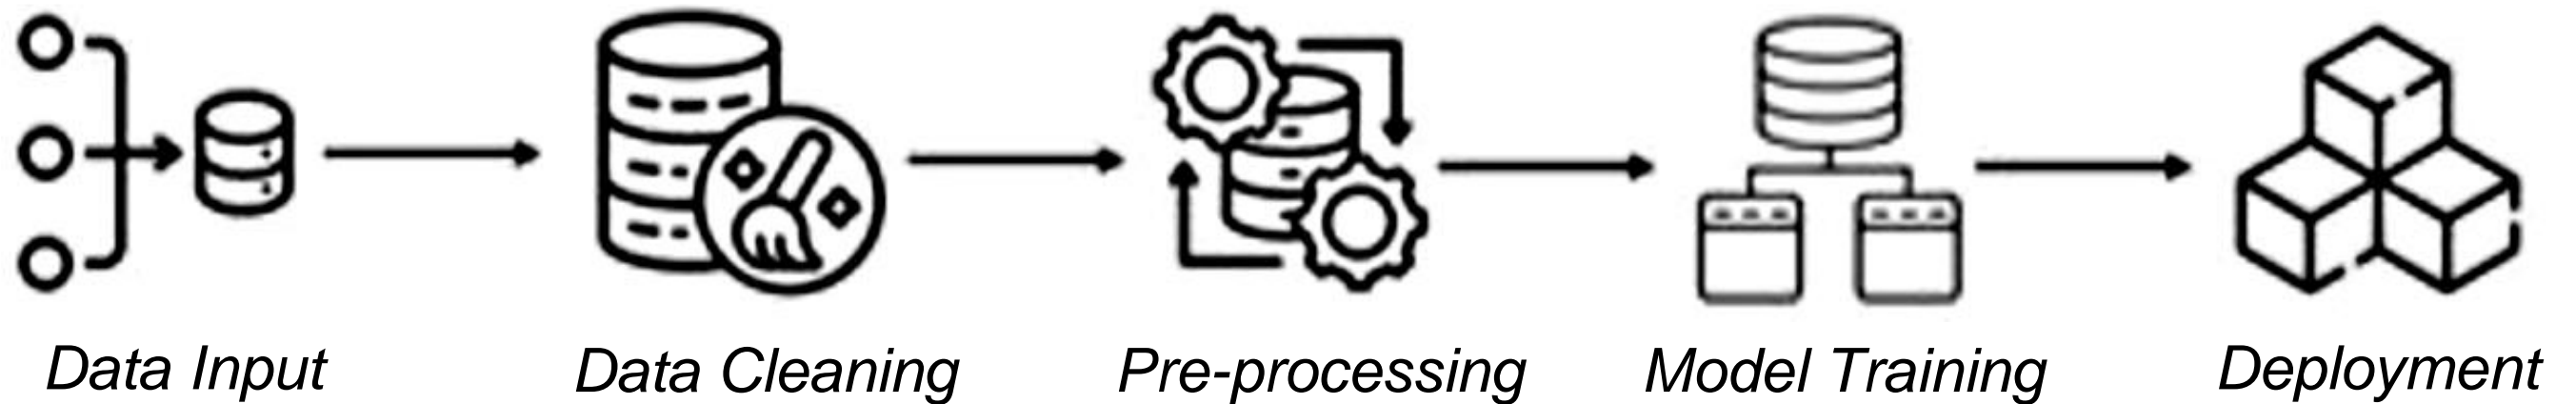 Data Input
Data Cleaning
Pre-processing
Model Training
Deployment